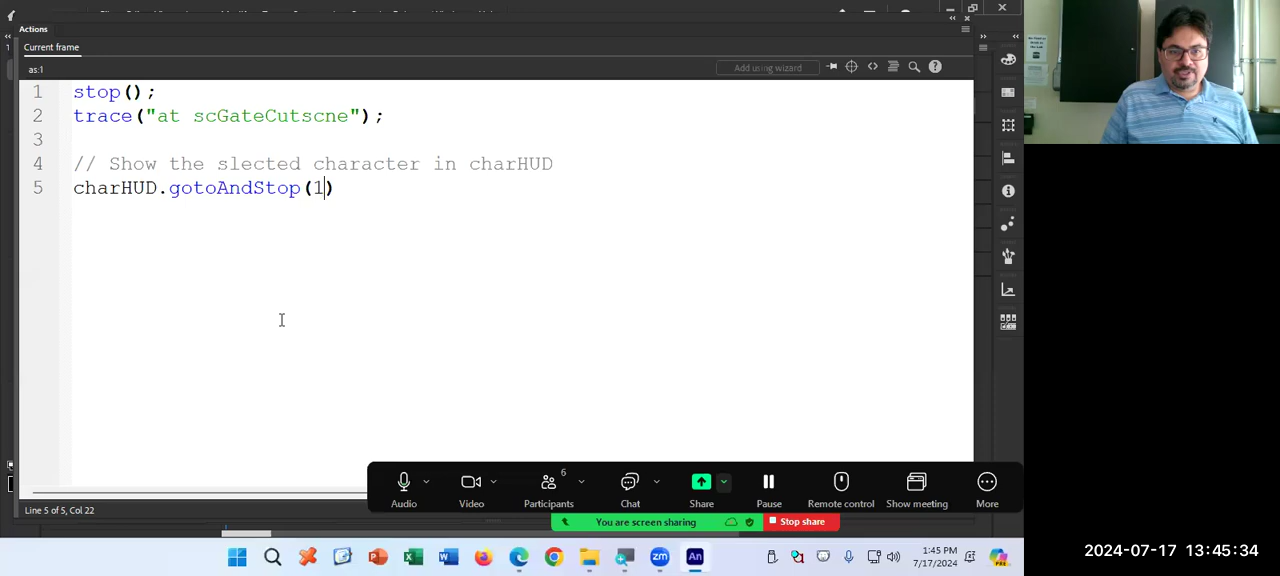 Actions
Current frame
as:1
Add using wizard
1 stop();
2 trace("at scGateCutscne");
3
4 // Show the slected character in charHUD
5 charHUD.gotoAndStop(1)
6
Audio
Video
Participants
Chat
Share
Pause
Remote control
Show meeting
More
Line 5 of 5, Col 22
You are screen sharing
Stop share
zm
An
1:45 PM
7/17/2024
PRE
2024-07-17 13:45:34